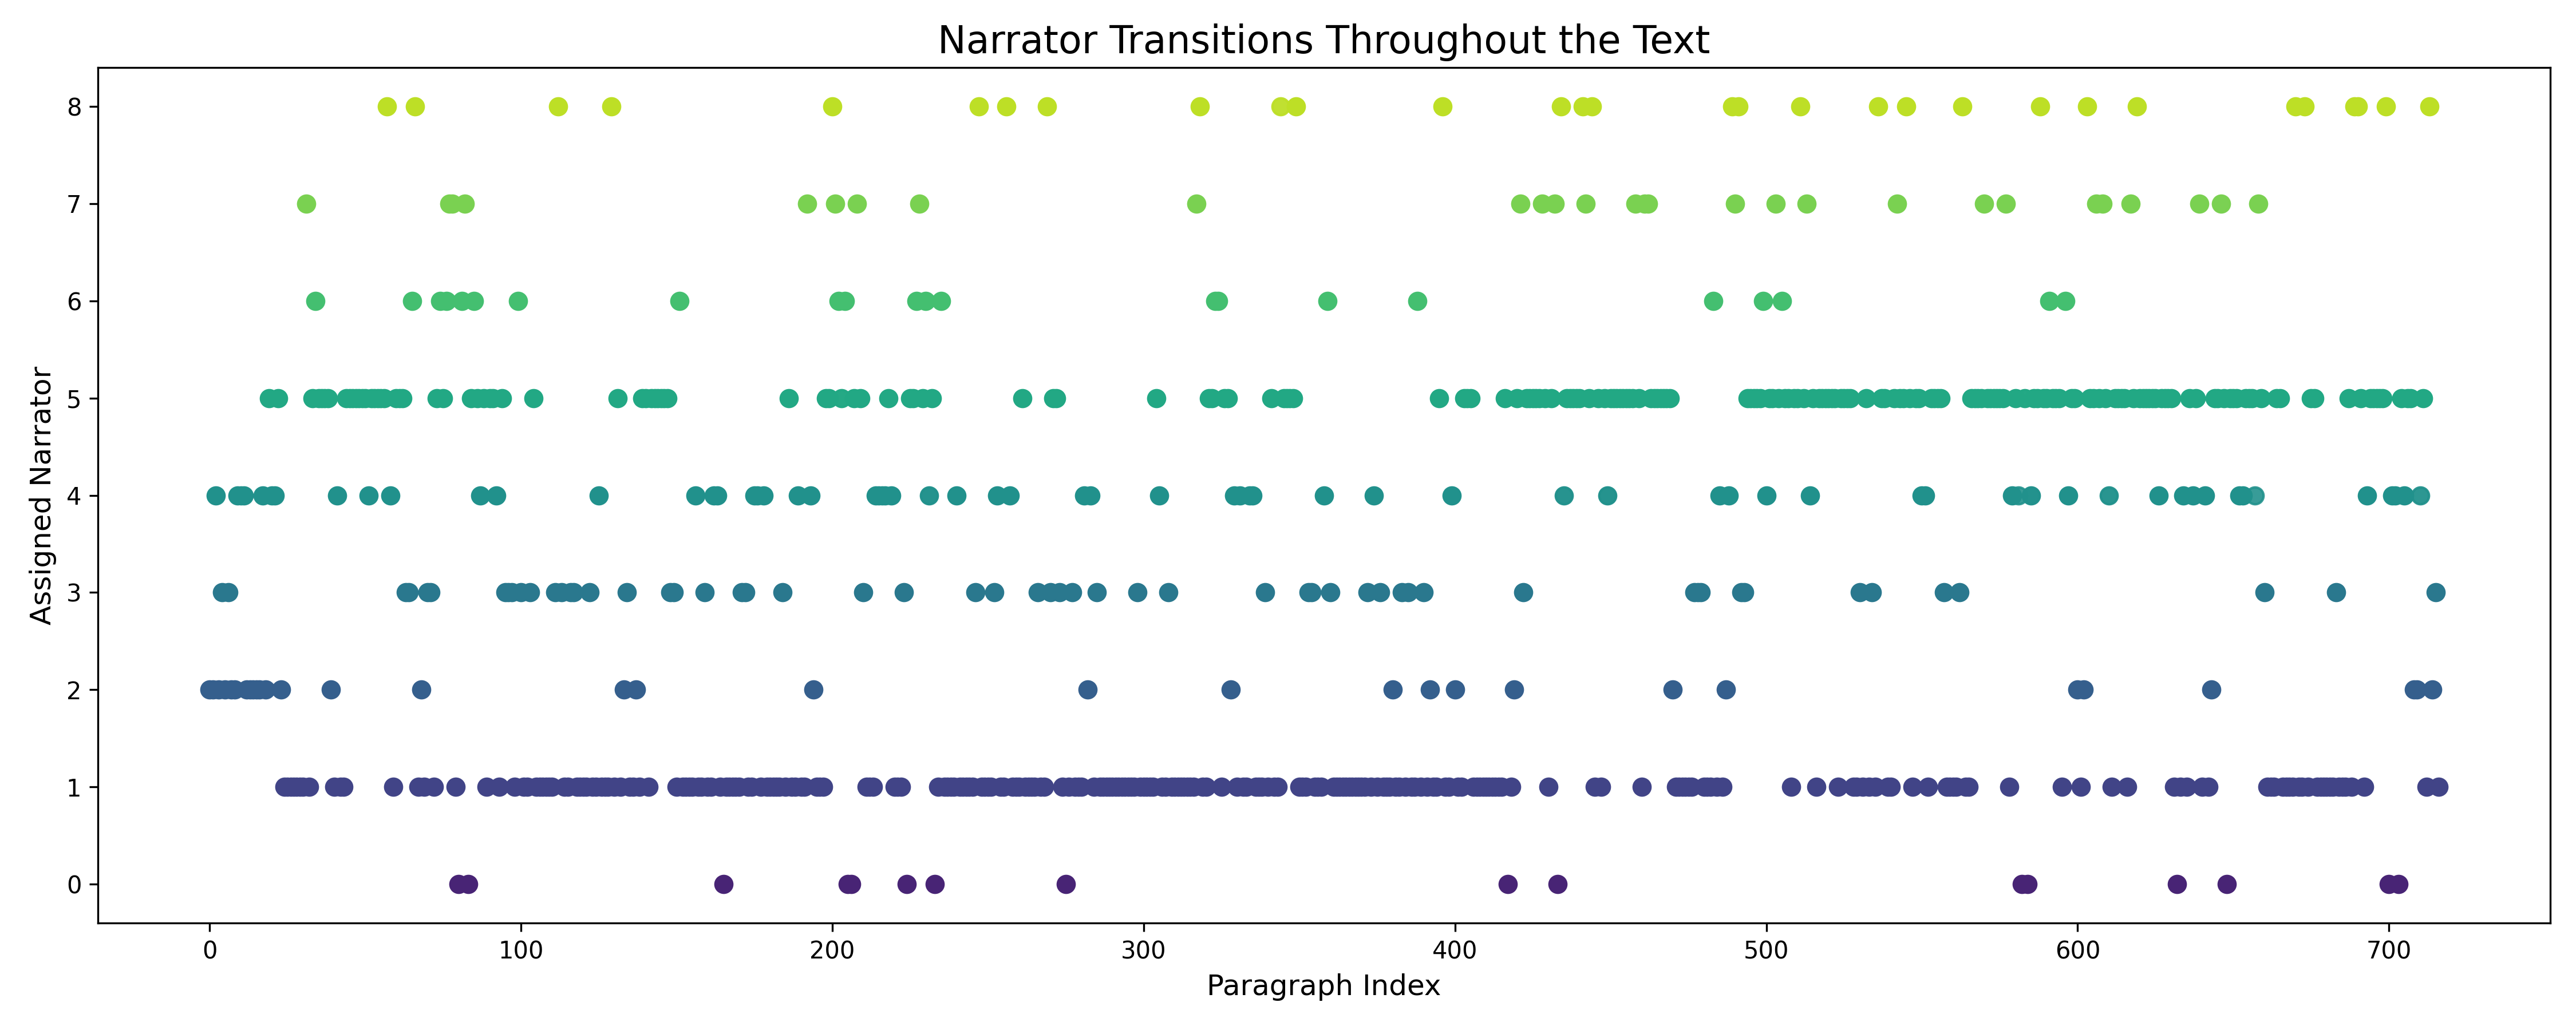 Narrator Transitions Throughout the Text
Assigned Narrator
8
7
6
5
4
3
2
1
0
0 100 200 300 400 500 600 700
Paragraph Index